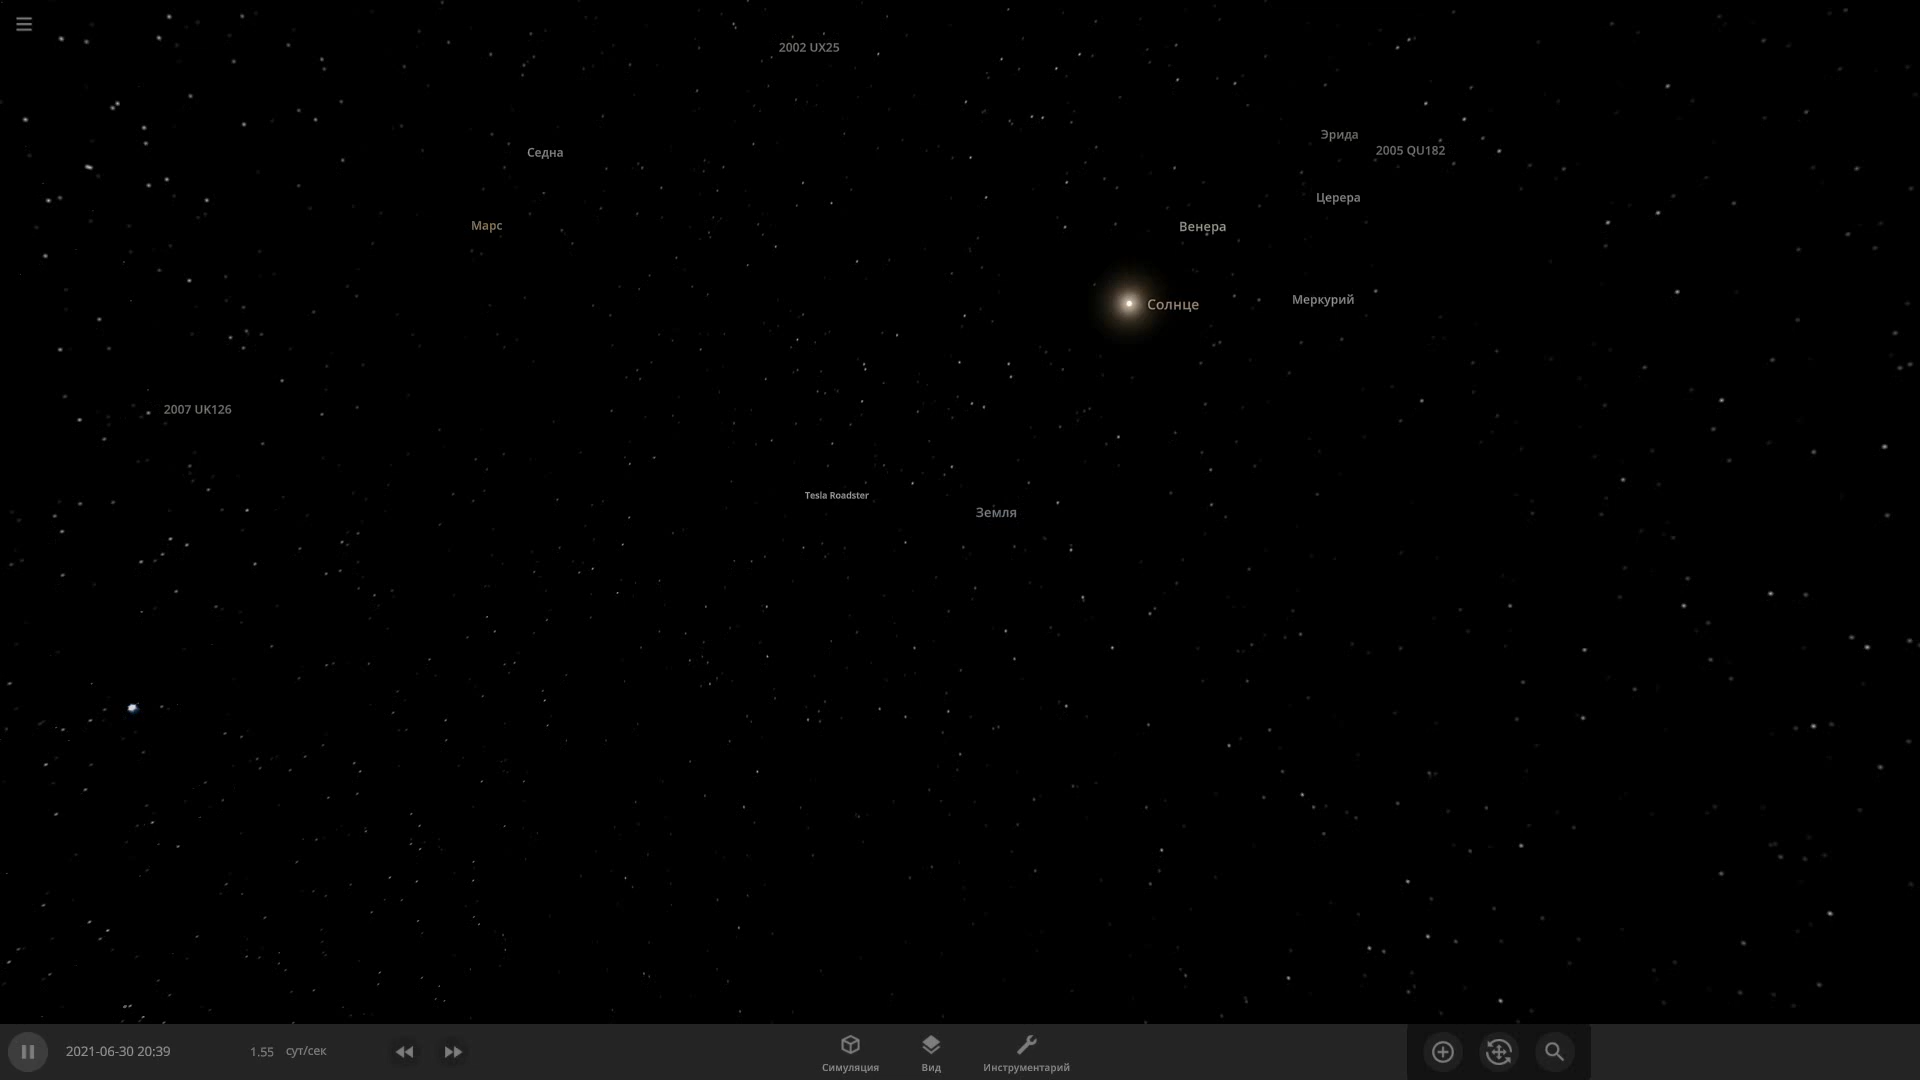 2002 UX25
Эрида
2005 QU182
Седна
Церера
Марс
Венера
Солнце
Меркурий
2007 UK126
Tesla Roadster
Земля
2021-06-30 20:39
1.55 сут/сек
Симуляция
Вид
Инструментарий